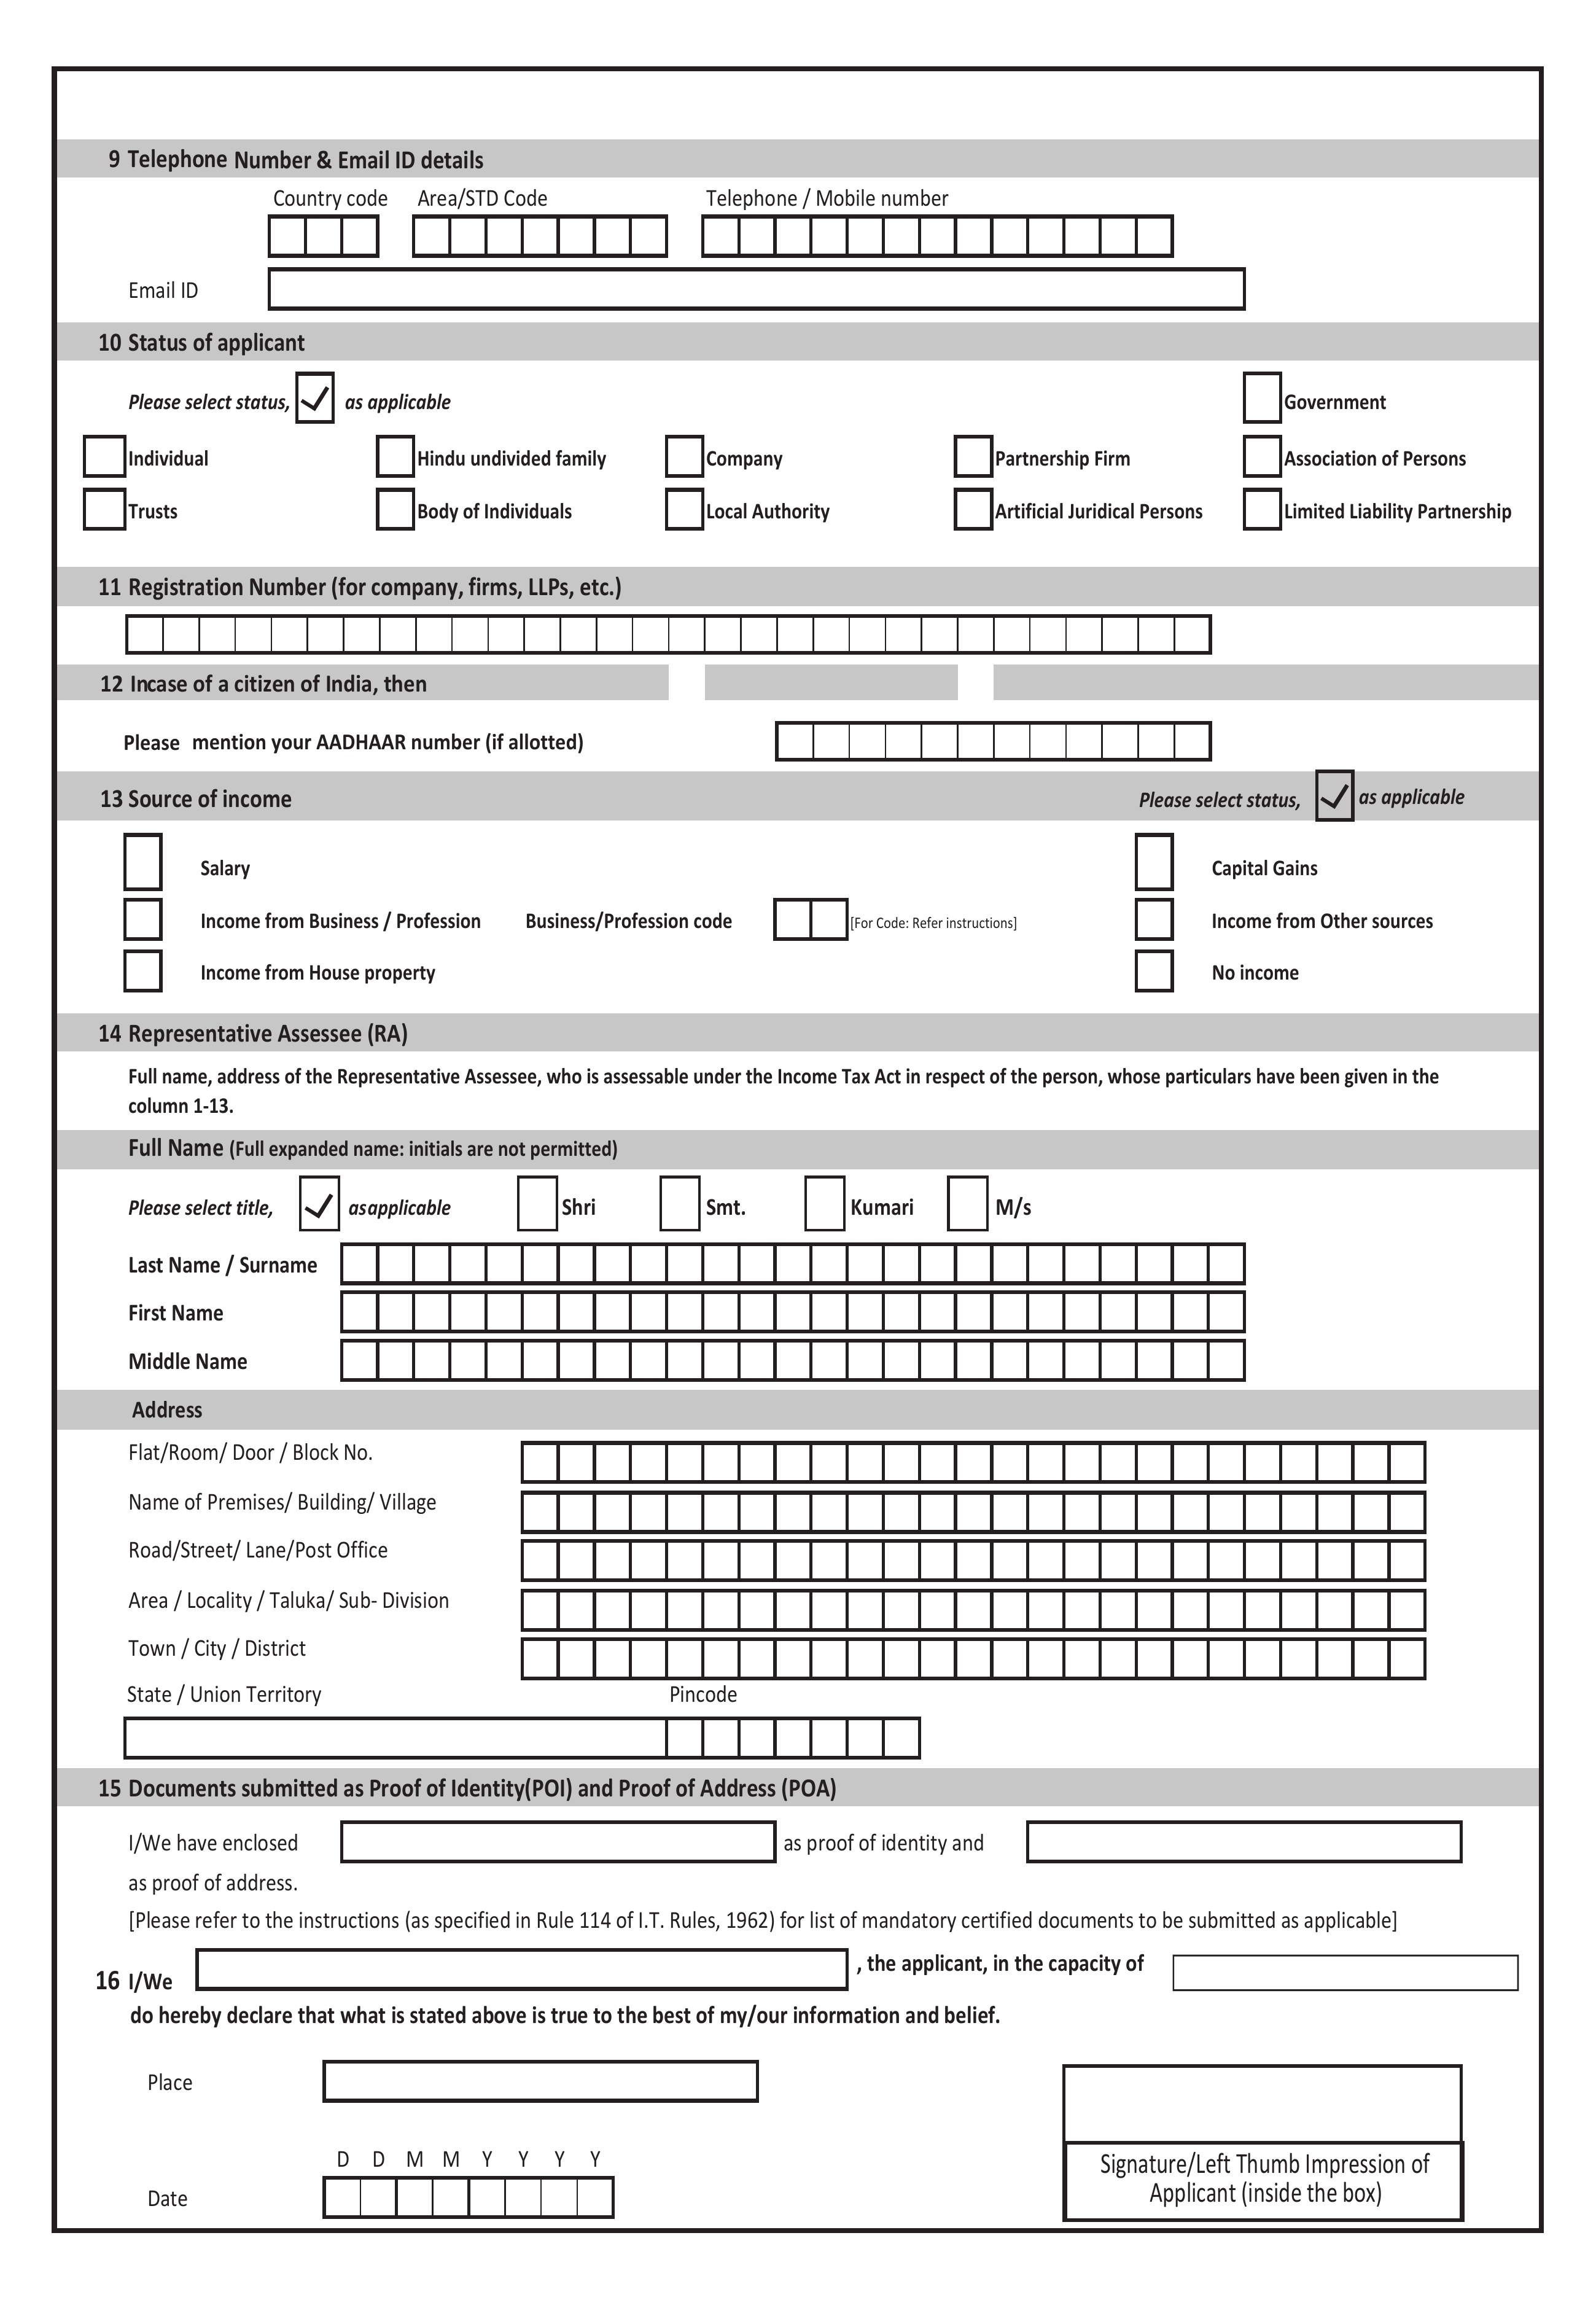 9 Telephone Number & Email ID details
Country code Area/STD Code Telephone / Mobile number
Email ID
10 Status of applicant
Please select status, as applicable Government
Individual Hindu undivided family Company Partnership Firm Association of Persons
Trusts Body of Individuals Local Authority Artificial Juridical Persons Limited Liability Partnership
11 Registration Number (for company, firms, LLPs, etc.)
12 Incase of a citizen of India, then
Please mention your AADHAAR number (if allotted)
13 Source of income Please select status, as applicable
Salary Capital Gains
Income from Business / Profession Business/Profession code [For Code: Refer instructions] Income from Other sources
Income from House property No income
14 Representative Assessee (RA)
Full name, address of the Representative Assessee, who is assessable under the Income Tax Act in respect of the person, whose particulars have been given in the
column 1-13.
Full Name (Full expanded name: initials are not permitted)
Please select title, asapplicable Shri Smt. Kumari M/s
Last Name / Surname
First Name
Middle Name
Address
Flat/Room/ Door / Block No.
Name of Premises/ Building/ Village
Road/Street/ Lane/Post Office
Area / Locality / Taluka/ Sub- Division
Town / City / District
State / Union Territory Pincode
15 Documents submitted as Proof of Identity(POI) and Proof of Address (POA)
I/We have enclosed as proof of identity and
as proof of address.
[Please refer to the instructions (as specified in Rule 114 of I.T. Rules, 1962) for list of mandatory certified documents to be submitted as applicable]
16 I/We , the applicant, in the capacity of
do hereby declare that what is stated above is true to the best of my/our information and belief.
Place
D D M M Y Y Y Y
Date
Signature/Left Thumb Impression of
Applicant (inside the box)